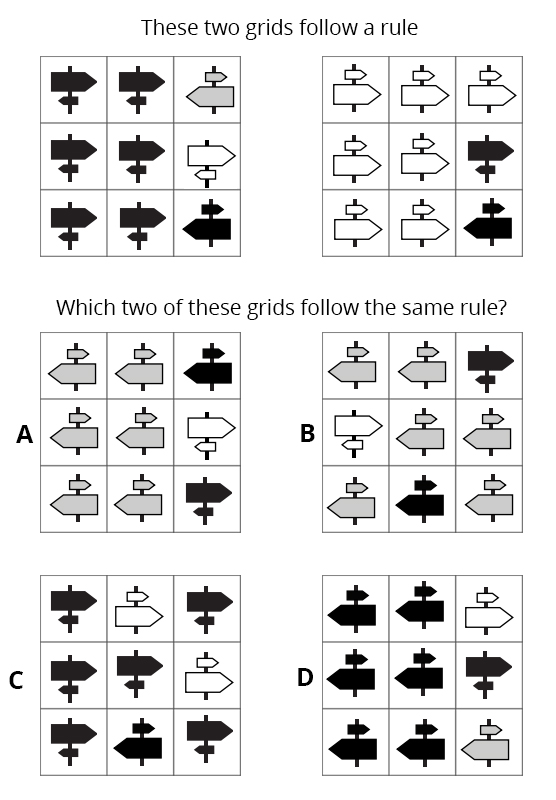 These two grids follow a rule
Which two of these grids follow the same rule?
A
B
C
D